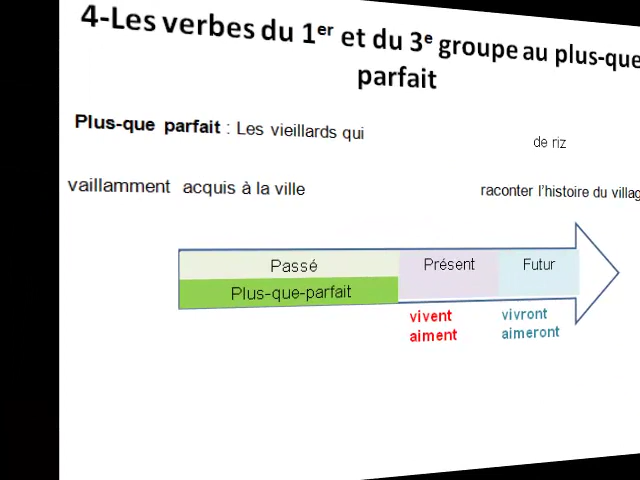 4-Les verbes du 1er et du 3e groupe au plus-que
parfait
Plus-que parfait : Les vieillards qui de riz
vaillamment acquis à la ville raconter l'histoire du villag
Passé Présent Futur
Plus-que-parfait
vivent vivront
aiment aimeront